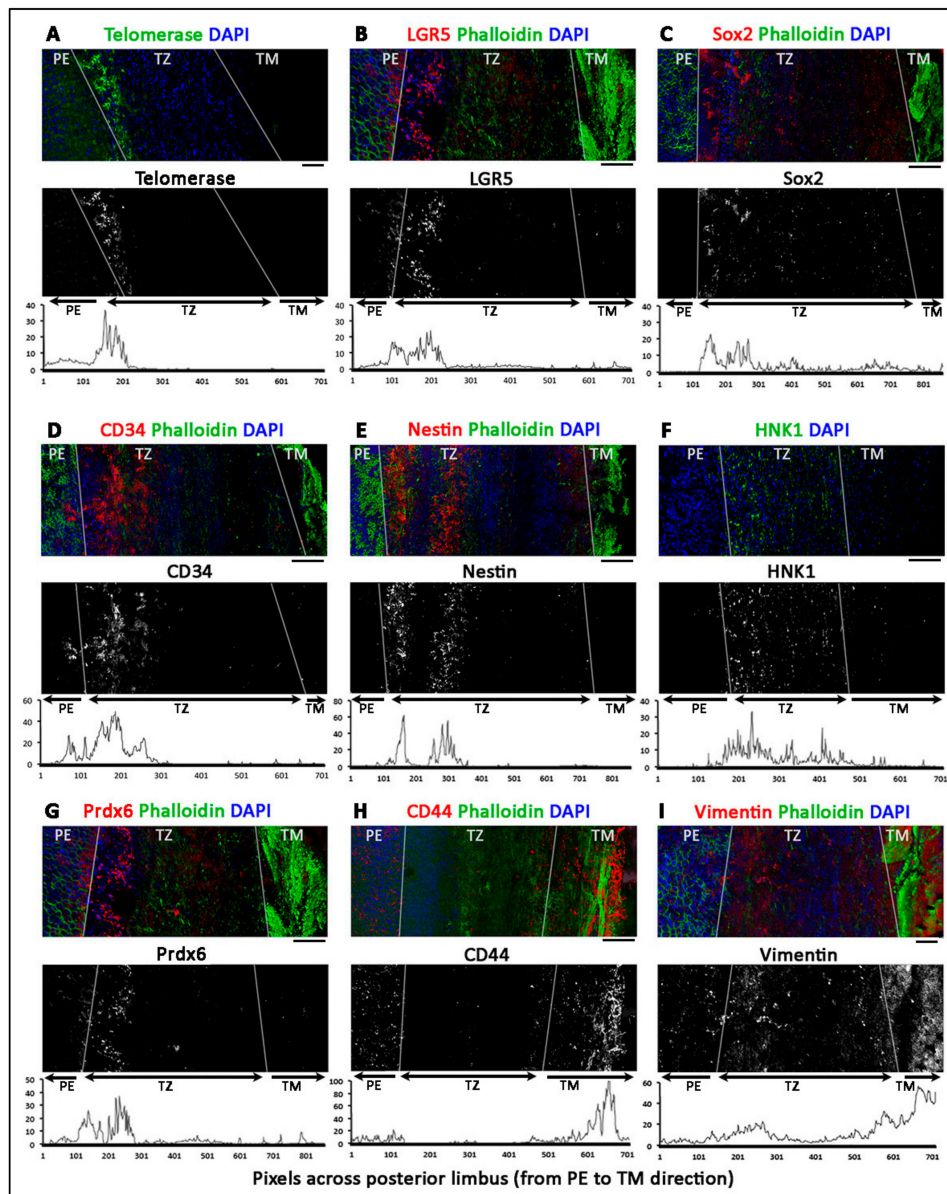 A Telomerase DAPI
PE TZ TM
Telomerase
PE TZ TM
40
30
20
10
0
1 101 201 301 401 501 601 701
B LGR5 Phalloidin DAPI
PE TZ TM
LGR5
PE TZ TM
40
30
20
10
0
1 101 201 301 401 501 601 701
C Sox2 Phalloidin DAPI
PE TZ TM
Sox2
PE TZ TM
40
30
20
10
0
1 101 201 301 401 501 601 701 801
D CD34 Phalloidin DAPI
PE TZ TM
CD34
PE TZ TM
60
40
20
0
1 101 201 301 401 501 601 701
E Nestin Phalloidin DAPI
PE TZ TM
Nestin
PE TZ TM
80
60
40
20
0
1 101 201 301 401 501 601 701 801
F HNK1 DAPI
PE TZ TM
HNK1
PE TZ TM
40
30
20
10
0
1 101 201 301 401 501 601 701
G Prdx6 Phalloidin DAPI
PE TZ TM
Prdx6
PE TZ TM
50
40
30
20
10
0
1 101 201 301 401 501 601 701 801
H CD44 Phalloidin DAPI
PE TZ TM
CD44
PE TZ TM
100
80
60
40
20
0
1 101 201 301 401 501 601 701
I Vimentin Phalloidin DAPI
PE TZ TM
Vimentin
PE TZ TM
60
40
20
0
1 101 201 301 401 501 601 701
Pixels across posterior limbus (from PE to TM direction)